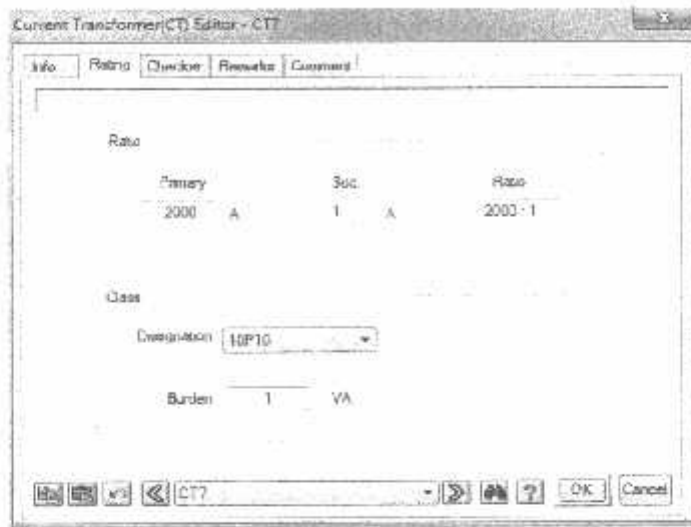 Current Transformer(CT) Editor - CT7
Info Rating Checker Remarks Comment
Ratio
Primary Sec. Ratio
2000 A 1 A 2000 : 1
Class
Designation 10P10
Burden 1 VA
CT7 ? OK Cancel